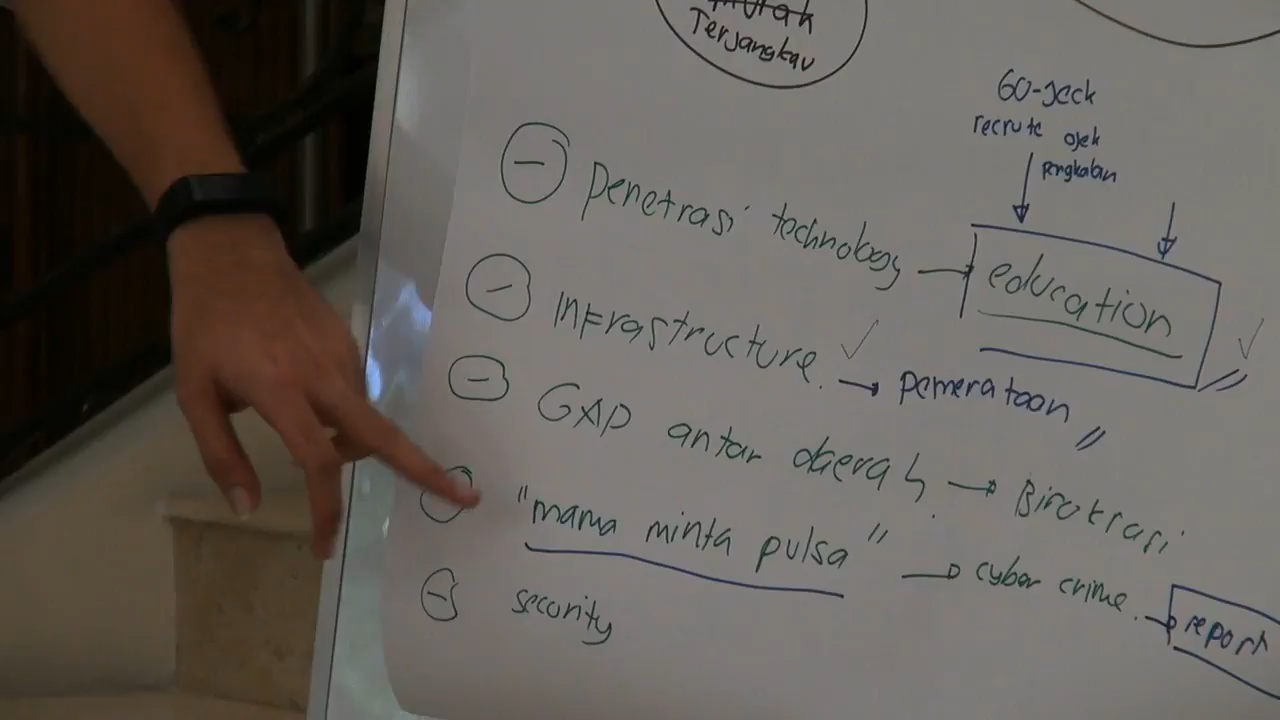 Terjangkau
GO-Jeck
recrute ojek
pangkalan
penetrasi technology → education
Infrastructure. ✓ → pemerataan
GAP antar daerah → Birokrasi
"mama minta pulsa" → cyber crime. → report
security